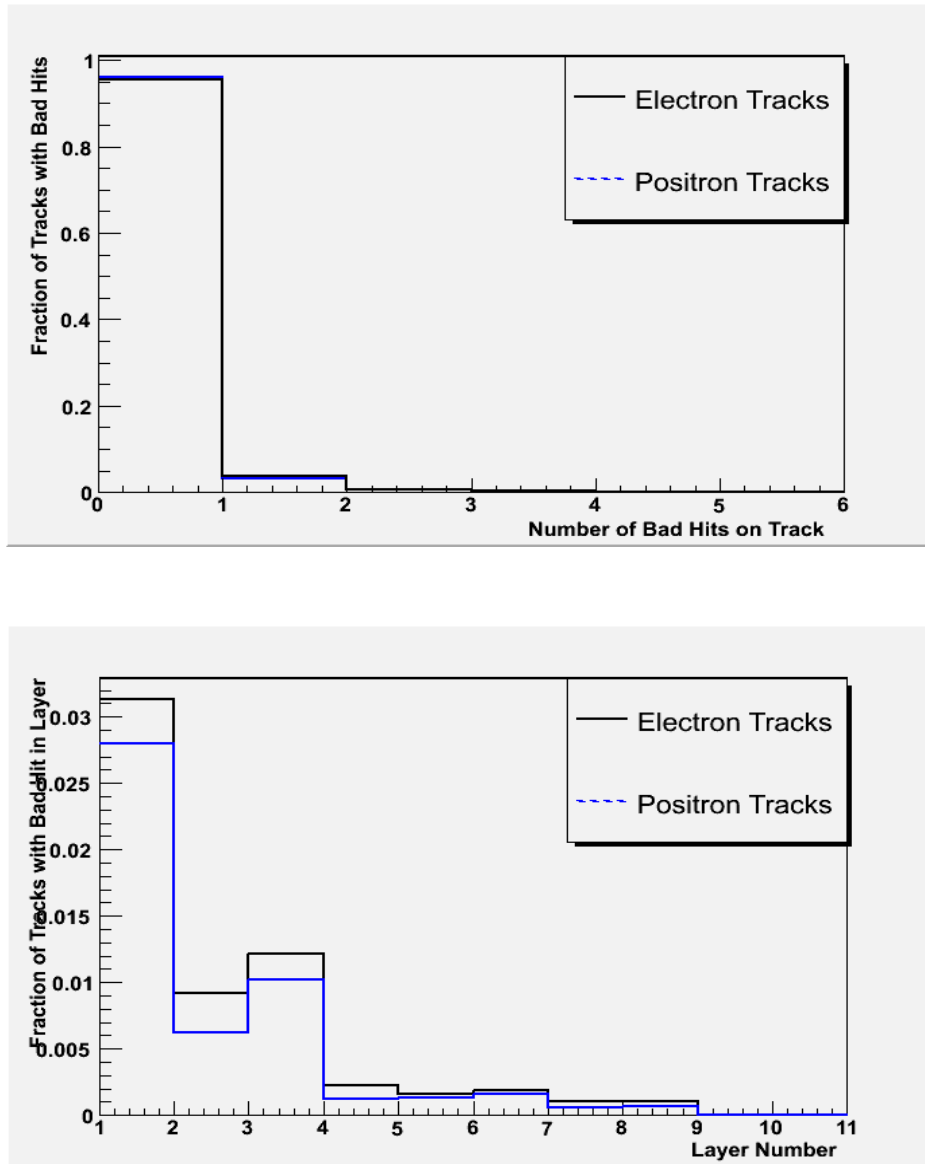 Fraction of Tracks with Bad Hits
1
0.8
0.6
0.4
0.2
0
Electron Tracks
Positron Tracks
0 1 2 3 4 5 6
Number of Bad Hits on Track
Fraction of Tracks with Bad Hit in Layer
0.03
0.025
0.02
0.015
0.01
0.005
0
Electron Tracks
Positron Tracks
1 2 3 4 5 6 7 8 9 10 11
Layer Number